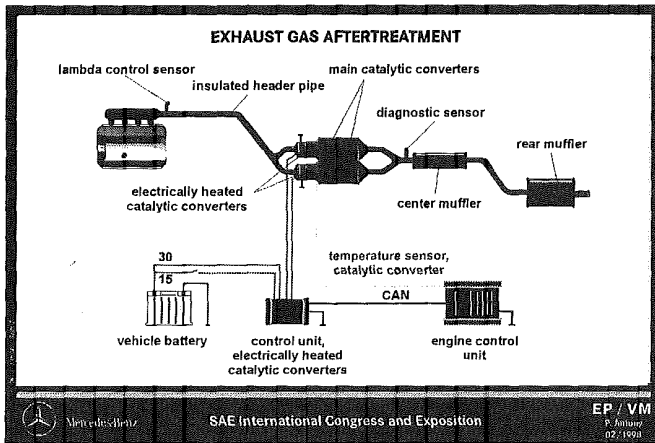 EXHAUST GAS AFTERTREATMENT
lambda control sensor
insulated header pipe
main catalytic converters
diagnostic sensor
rear muffler
electrically heated
catalytic converters
center muffler
30
15
temperature sensor,
catalytic converter
CAN
vehicle battery
control unit,
electrically heated
catalytic converters
engine control
unit
Mercedes-Benz
SAE International Congress and Exposition
EP / VM
P. Antony
02/1998